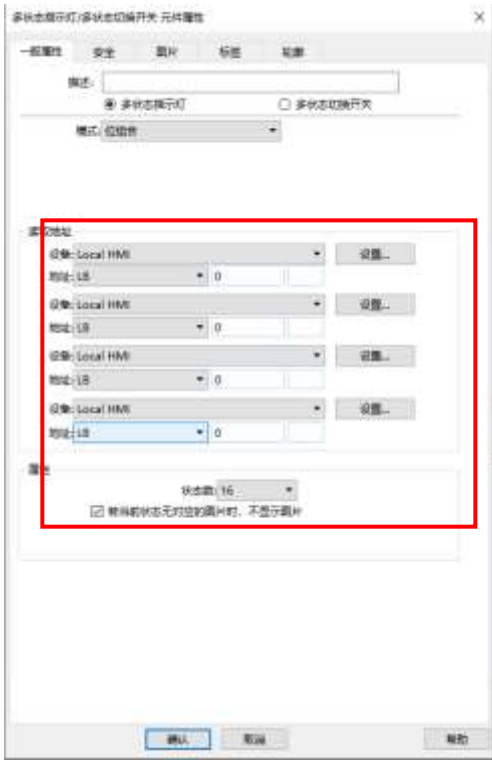 多状态指示灯/多状态切换开关 元件属性
一般属性 安全 图片 标签 轮廓
描述:
多状态指示灯 多状态切换开关
模式: 位组合
读取地址
设备: Local HMI 设置...
地址: LB 0
设备: Local HMI 设置...
地址: LB 0
设备: Local HMI 设置...
地址: LB 0
设备: Local HMI 设置...
地址: LB 0
属性
状态数: 16
若当前状态无对应的图片时，不显示图片
确认 取消 帮助